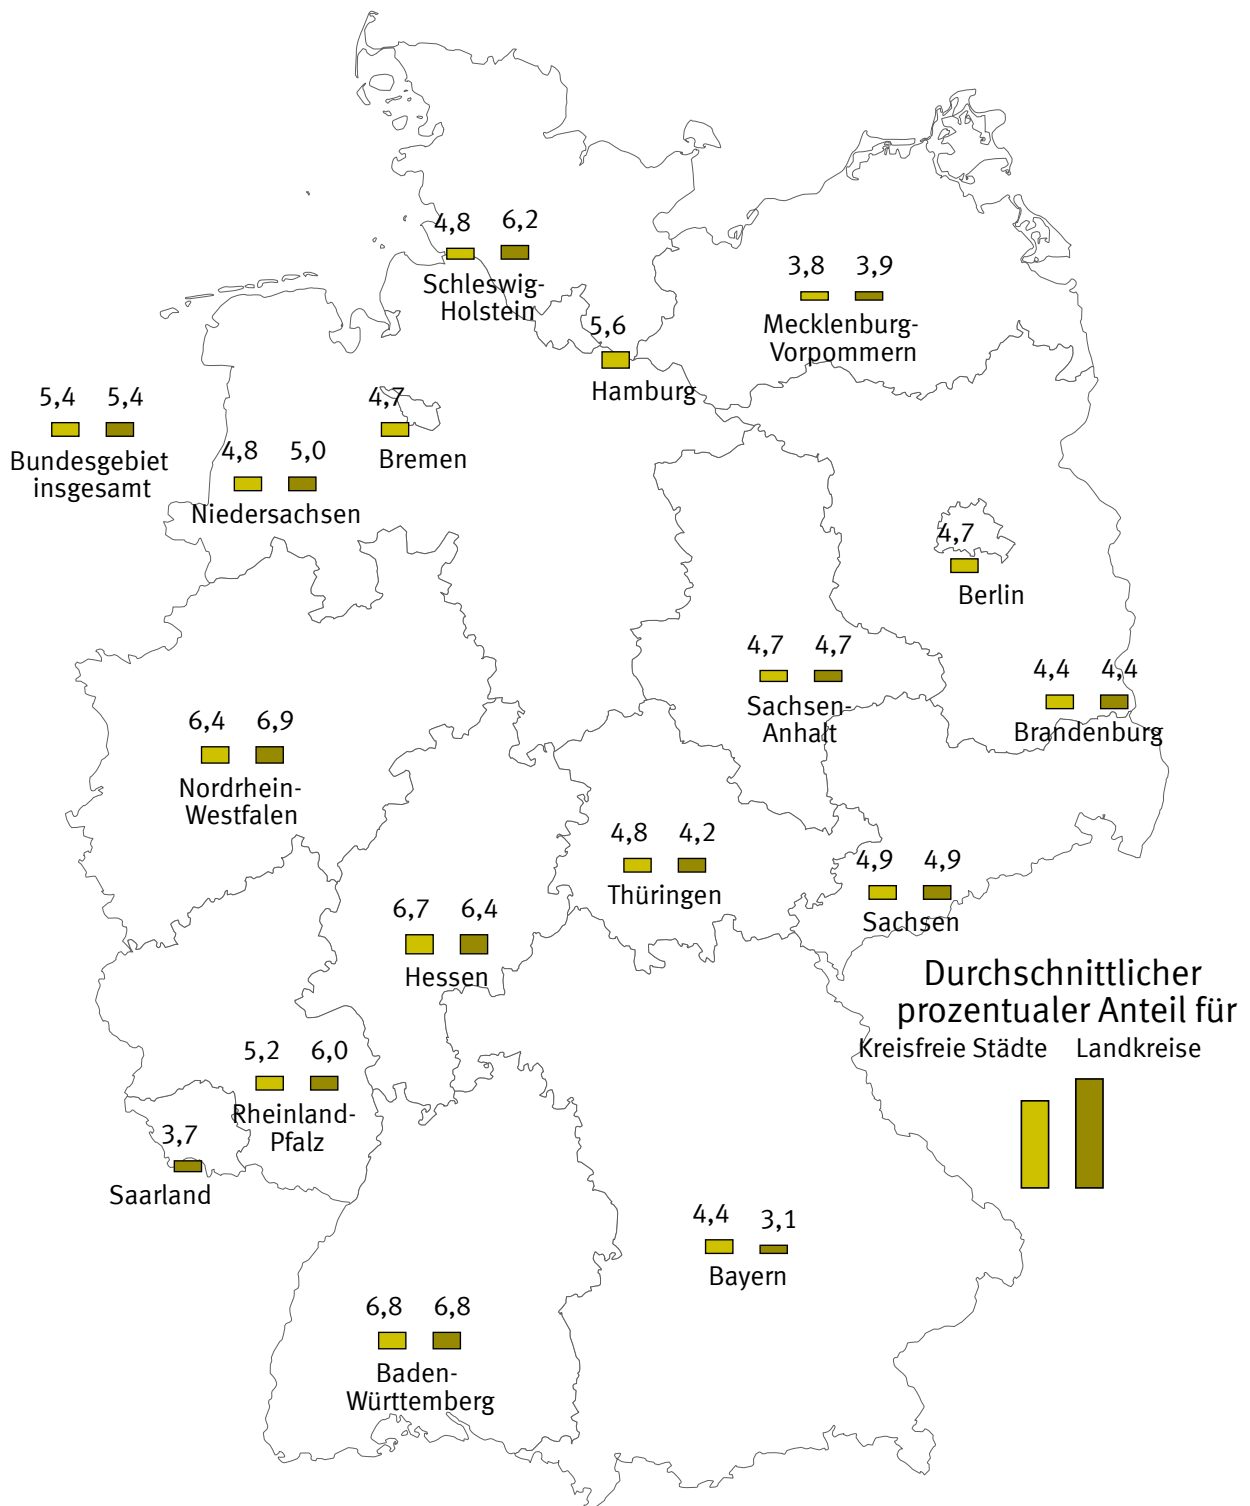 4,8 6,2
Schleswig-
Holstein
3,8 3,9
Mecklenburg-
Vorpommern
5,6
Hamburg
5,4 5,4
Bundesgebiet
insgesamt
4,7
Bremen
4,8 5,0
Niedersachsen
4,7
Berlin
4,7 4,7
Sachsen-
Anhalt
4,4 4,4
Brandenburg
6,4 6,9
Nordrhein-
Westfalen
4,8 4,2
Thüringen
4,9 4,9
Sachsen
6,7 6,4
Hessen
Durchschnittlicher
prozentualer Anteil für
Kreisfreie Städte Landkreise
5,2 6,0
Rheinland-
Pfalz
3,7
Saarland
4,4 3,1
Bayern
6,8 6,8
Baden-
Württemberg